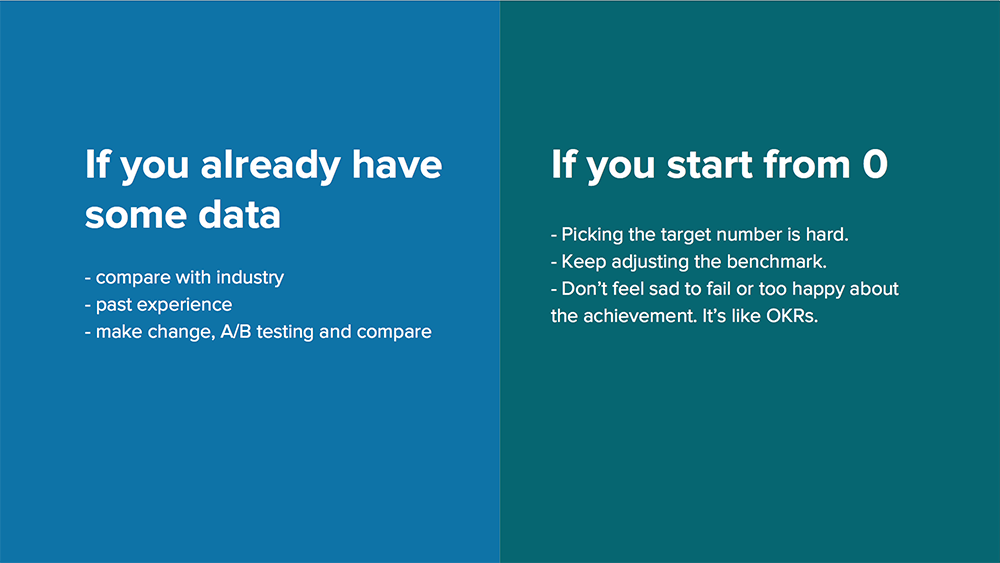 If you already have
some data
- compare with industry
- past experience
- make change, A/B testing and compare
If you start from 0
- Picking the target number is hard.
- Keep adjusting the benchmark.
- Don’t feel sad to fail or too happy about
the achievement. It’s like OKRs.